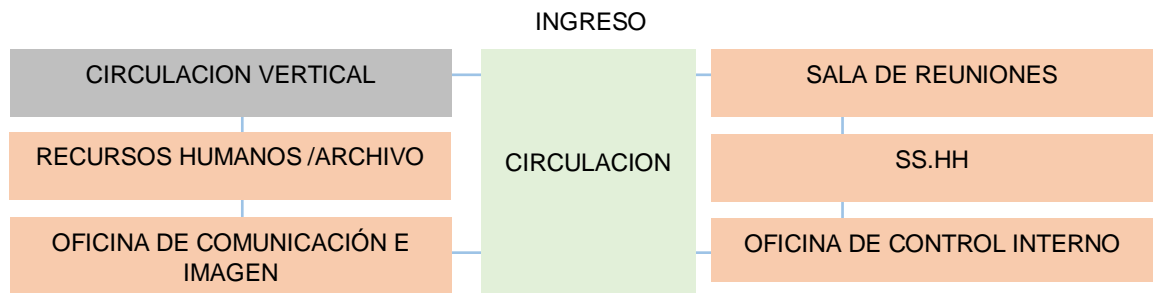 INGRESO
CIRCULACION VERTICAL
SALA DE REUNIONES
RECURSOS HUMANOS /ARCHIVO
CIRCULACION
SS.HH
OFICINA DE COMUNICACIÓN E
IMAGEN
OFICINA DE CONTROL INTERNO